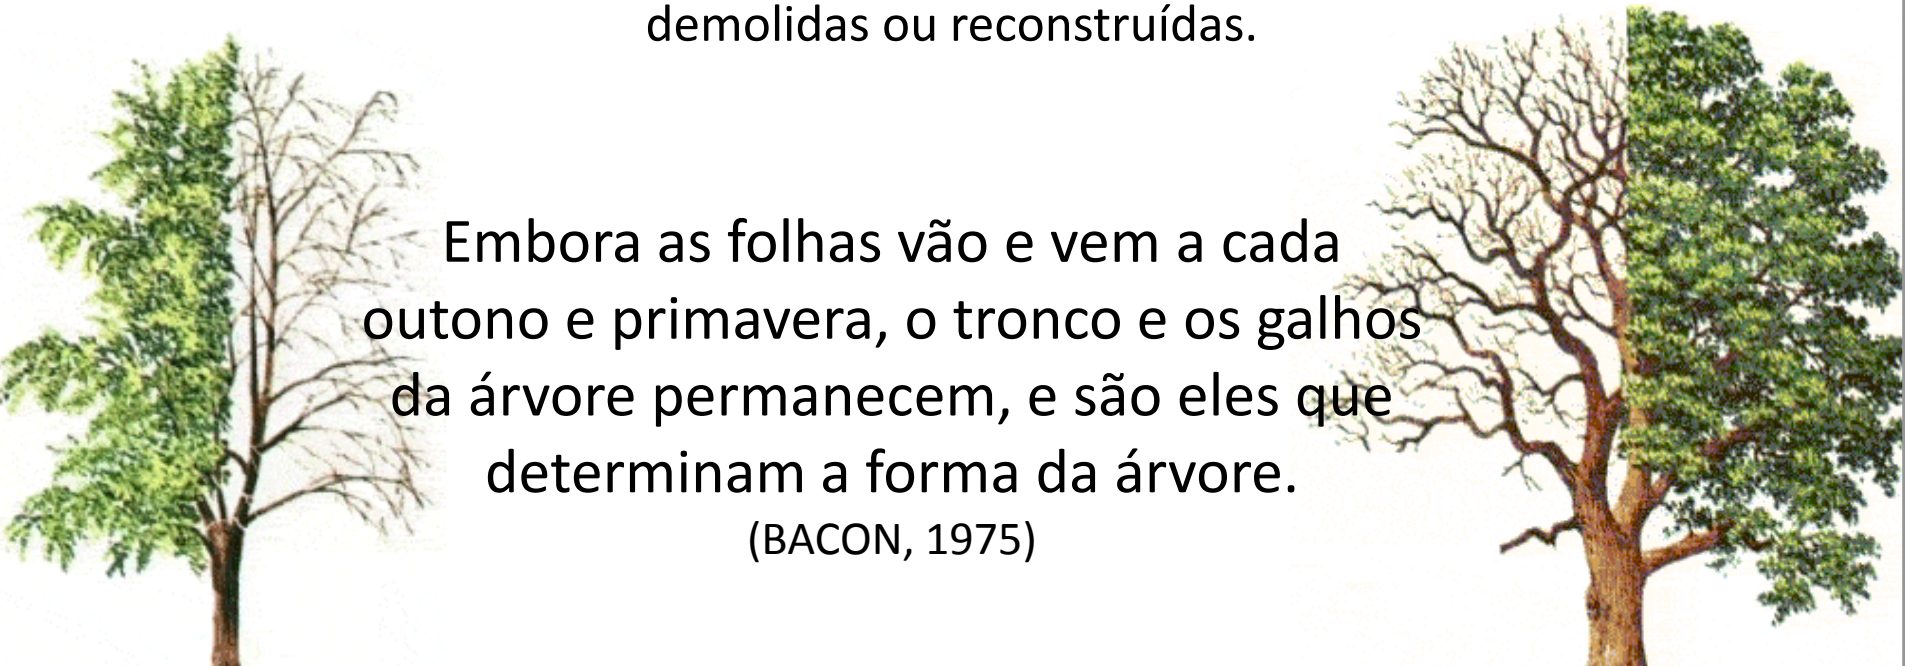 demolidas ou reconstruídas.
Embora as folhas vão e vem a cada
outono e primavera, o tronco e os galhos
da árvore permanecem, e são eles que
determinam a forma da árvore.
(BACON, 1975)